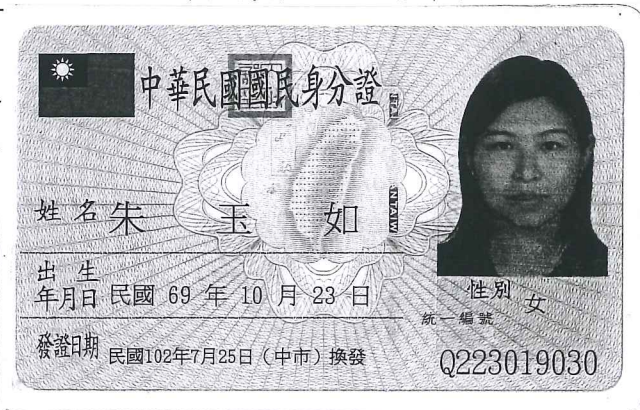 中華民國國民身分證
姓名 朱玉如
出生年月日 民國 69 年 10 月 23 日
性別 女
統一編號
發證日期 民國102年7月25日（中市）換發
Q223019030